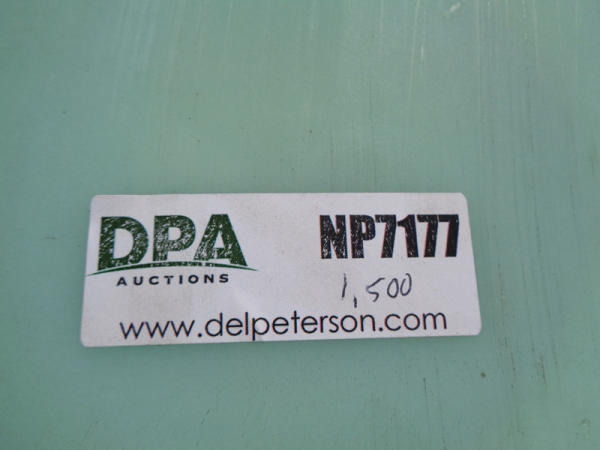 DPA NP7177
AUCTIONS 1,500
www.delpeterson.com